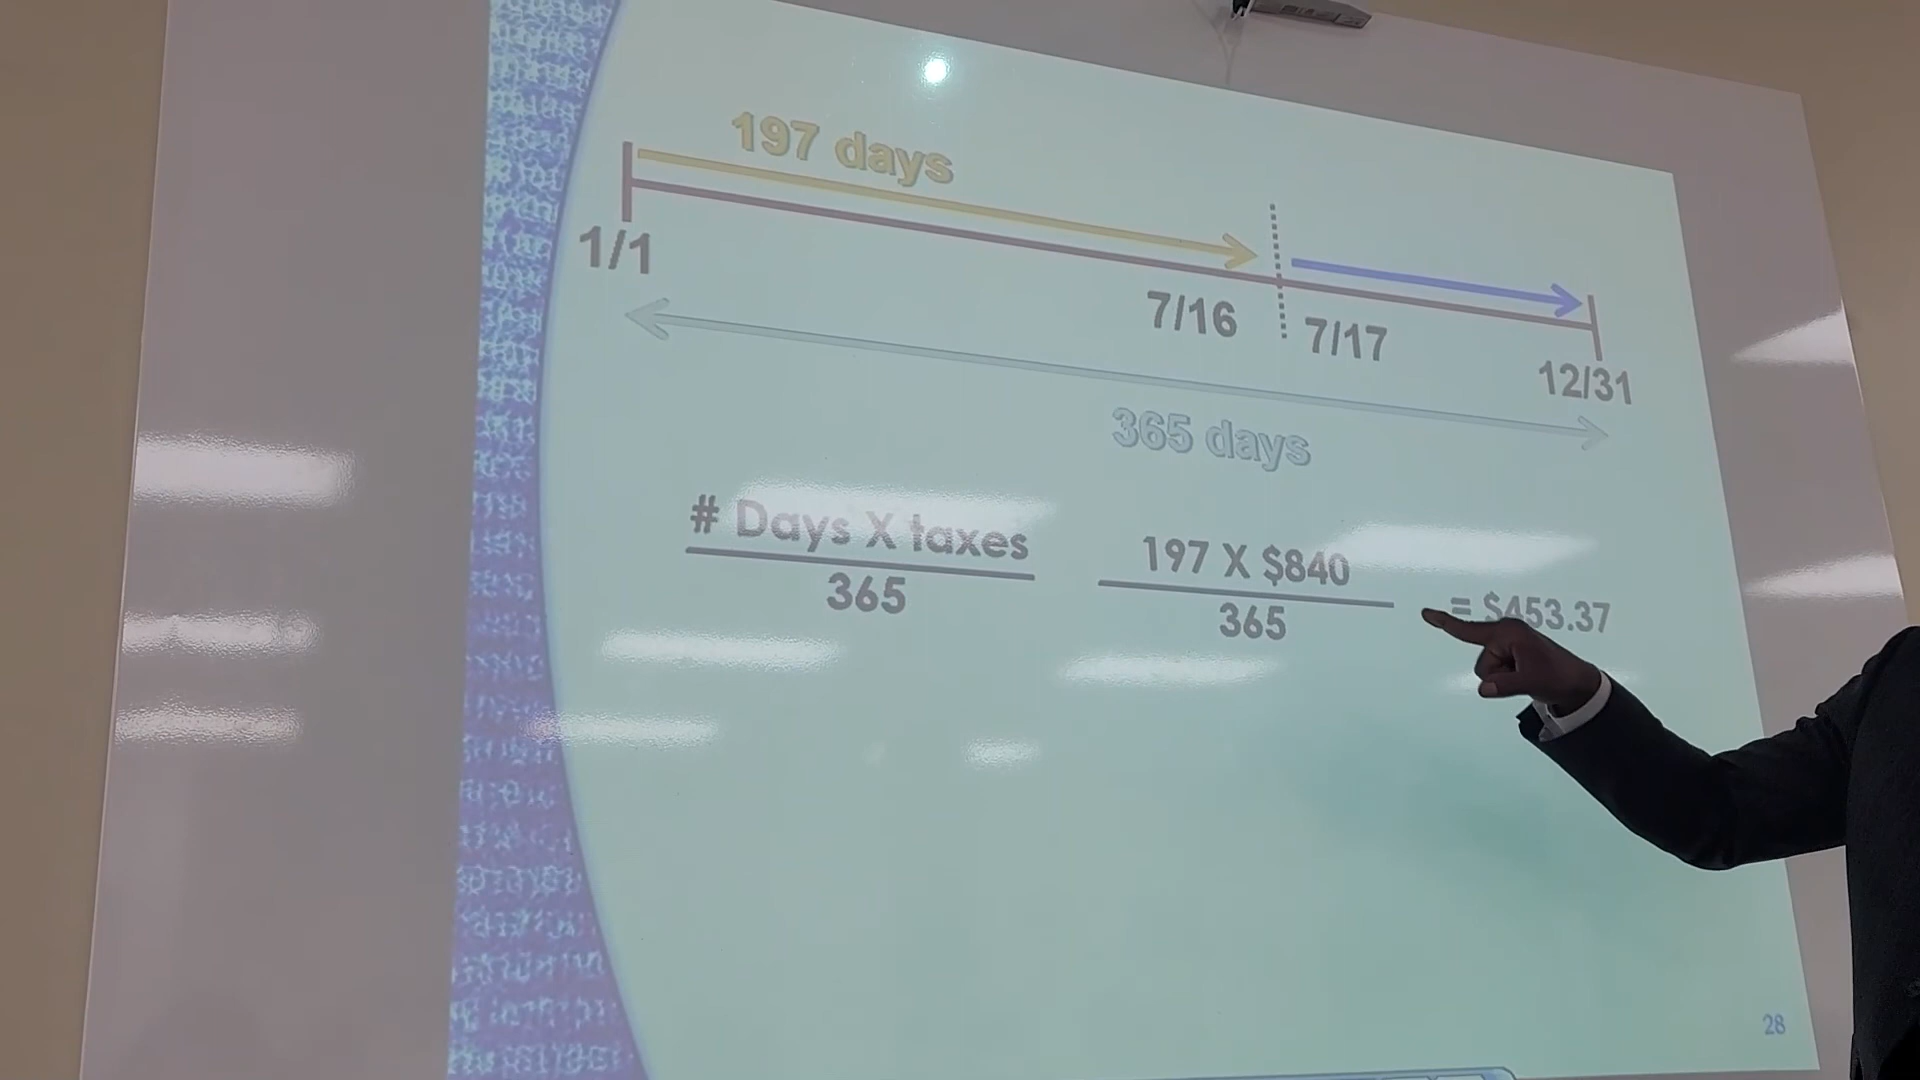 197 days
1/1
7/16
7/17
12/31
365 days
# Days X taxes
365
197 X $840
365
= $453.37
28